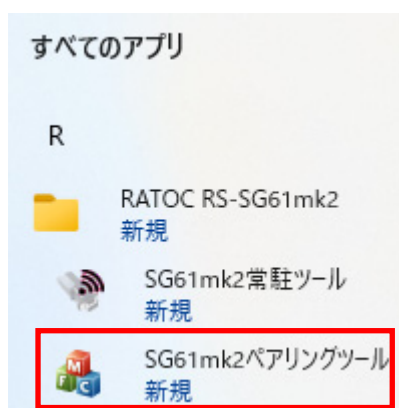 すべてのアプリ
R
RATOC RS-SG61mk2
新規
SG61mk2常駐ツール
新規
SG61mk2ペアリングツール
新規
M
F C